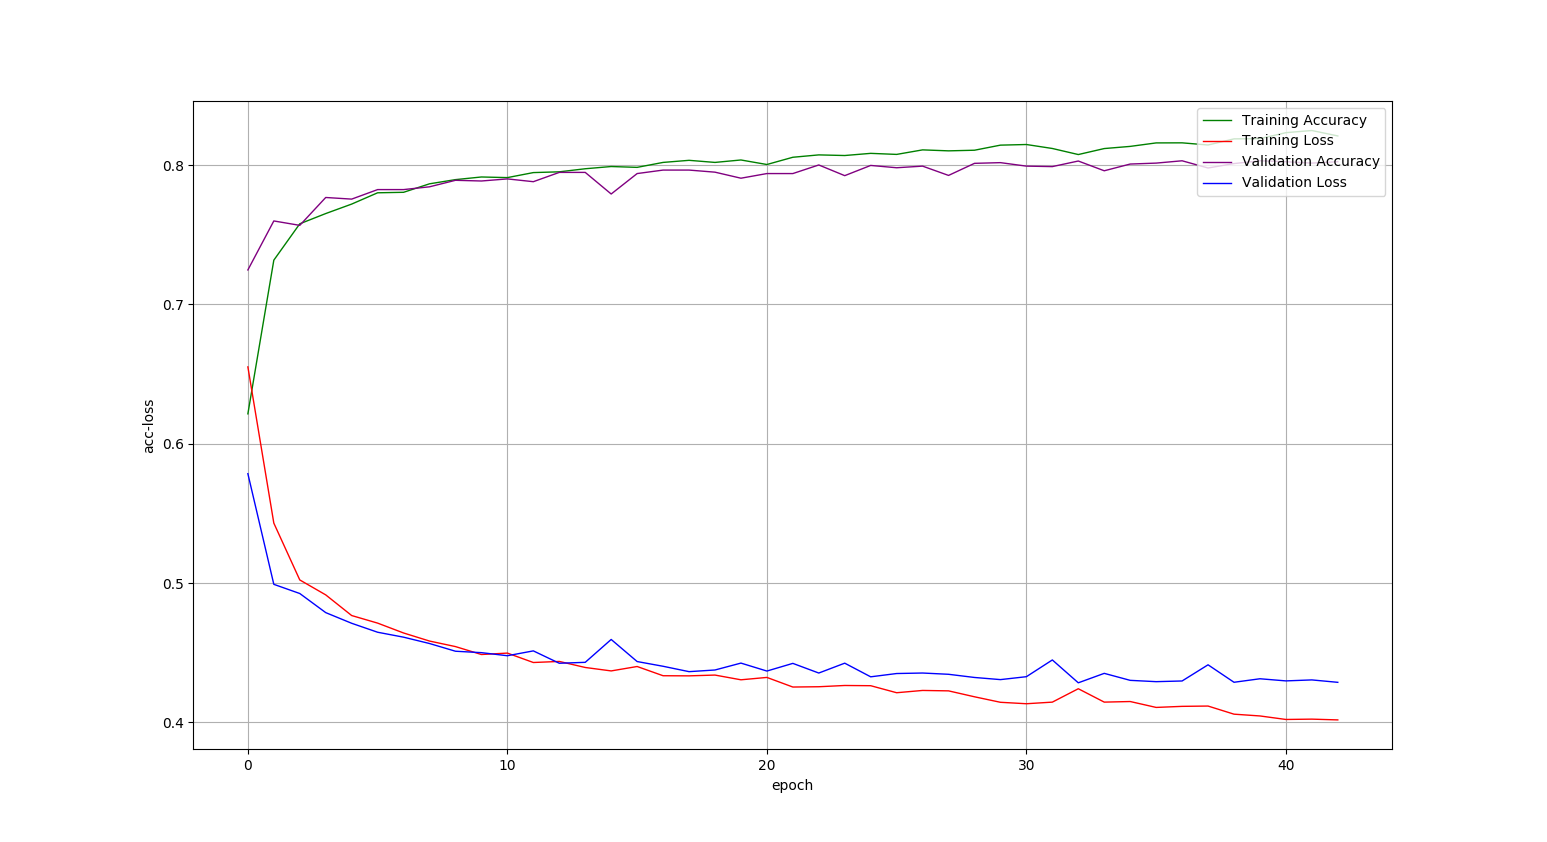 Training Accuracy
Training Loss
Validation Accuracy
Validation Loss
0.8
0.7
0.6
0.5
0.4
acc-loss
0 10 20 30 40
epoch